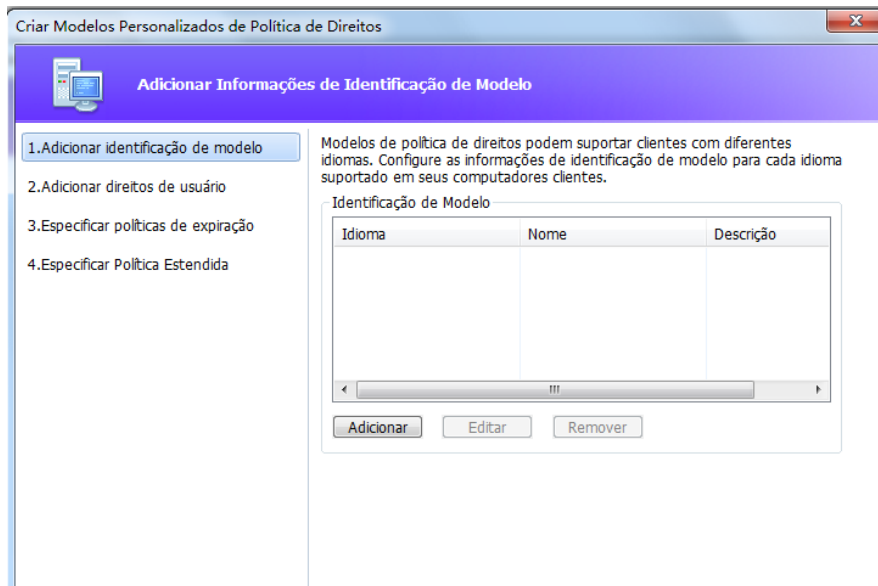 Criar Modelos Personalizados de Política de Direitos
Adicionar Informações de Identificação de Modelo
1.Adicionar identificação de modelo
2.Adicionar direitos de usuário
3.Especificar políticas de expiração
4.Especificar Política Estendida
Modelos de política de direitos podem suportar clientes com diferentes
idiomas. Configure as informações de identificação de modelo para cada idioma
suportado em seus computadores clientes.
Identificação de Modelo
Idioma Nome Descrição
Adicionar Editar Remover